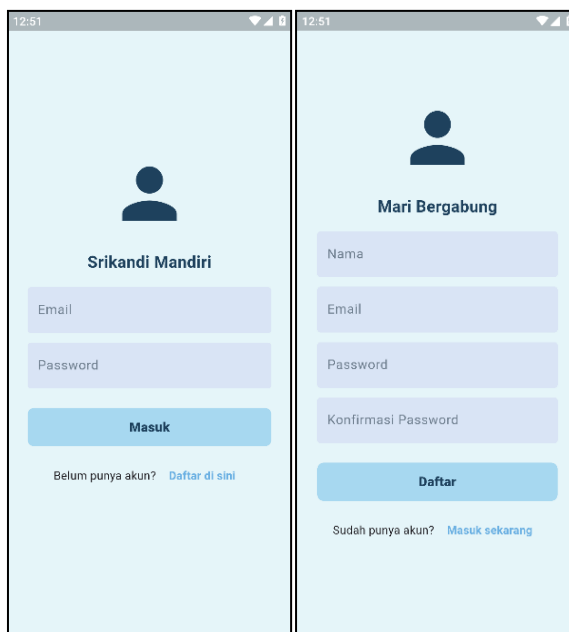 12:51
Srikandi Mandiri
Email
Password
Masuk
Belum punya akun? Daftar di sini
12:51
Mari Bergabung
Nama
Email
Password
Konfirmasi Password
Daftar
Sudah punya akun? Masuk sekarang